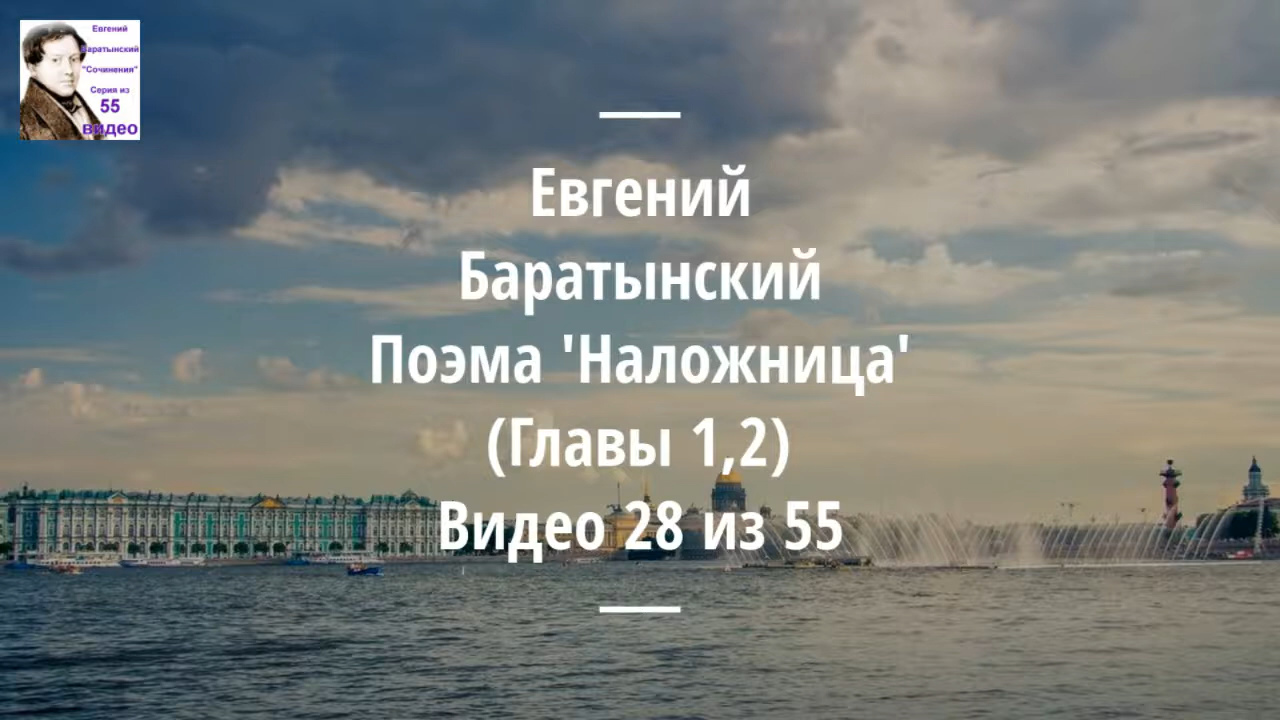 Евгений
Баратынский
"Сочинения"
Серия из
55
видео
Евгений
Баратынский
Поэма 'Наложница'
(Главы 1,2)
Видео 28 из 55